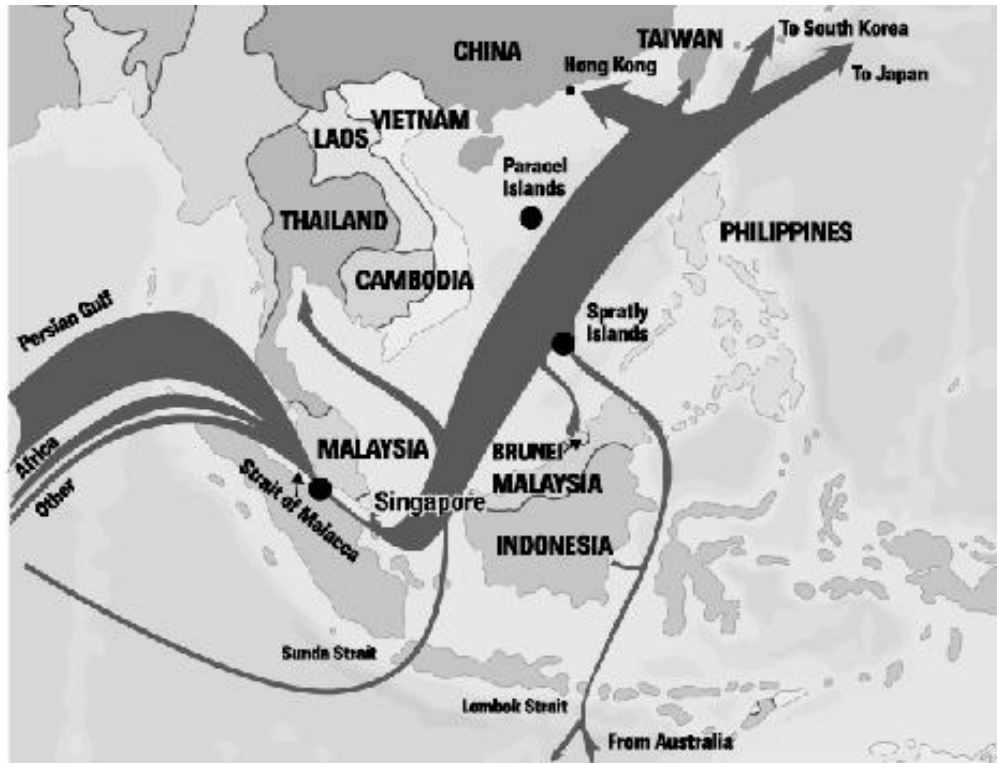 To South Korea
TAIWAN
CHINA
Hong Kong
To Japan
VIETNAM
LAOS
Paracel
Islands
THAILAND
PHILIPPINES
CAMBODIA
Persian Gulf
Spratly
Islands
Africa
MALAYSIA
BRUNEI
Other
Strait of Malacca
MALAYSIA
Singapore
INDONESIA
Sunda Strait
Lombok Strait
From Australia